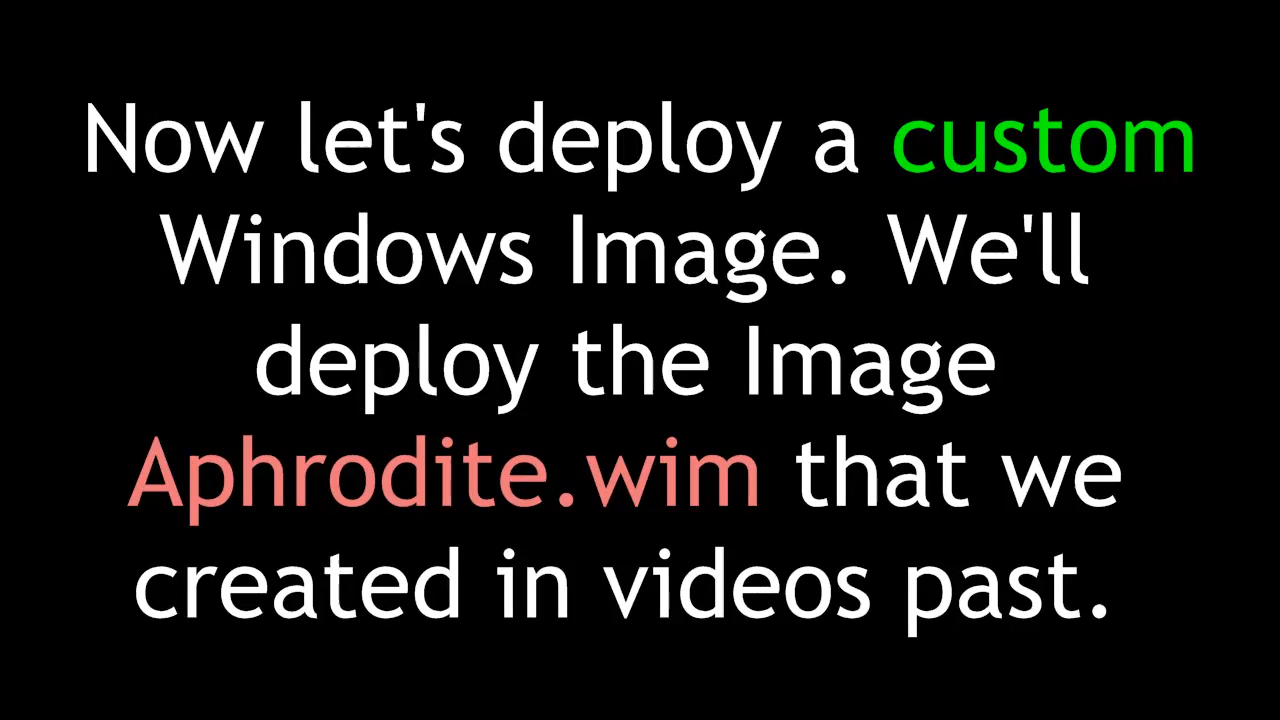 Now let's deploy a custom
Windows Image. We'll
deploy the Image
Aphrodite.wim that we
created in videos past.